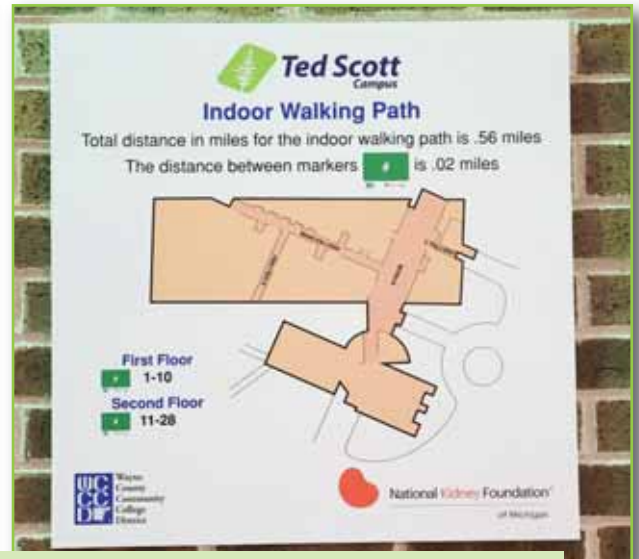 Ted Scott
Campus
Indoor Walking Path
Total distance in miles for the indoor walking path is .56 miles
The distance between markers # is .02 miles
First Floor
1-10
Second Floor
11-28
Wayne
County
Community
College
District
WCCCD
National Kidney Foundation®
of Michigan